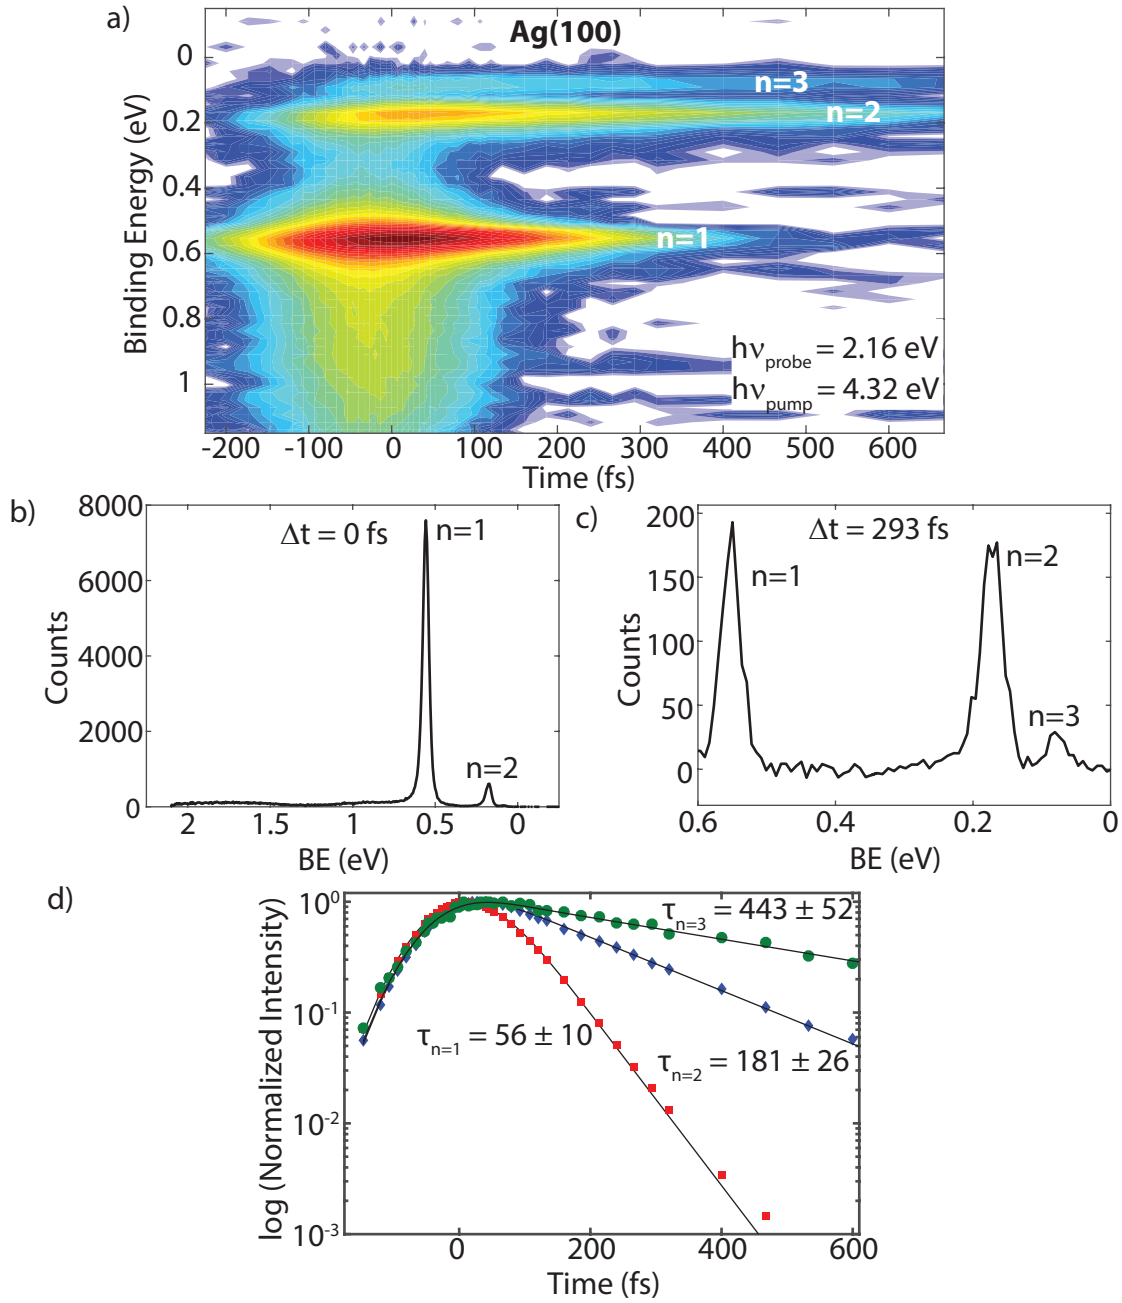 a)
Ag(100)
0
0.2
0.4
0.6
0.8
1
Binding Energy (eV)
n=3
n=2
n=1
hν_probe = 2.16 eV
hν_pump = 4.32 eV
-200 -100 0 100 200 300 400 500 600
Time (fs)
b)
8000
6000
4000
2000
0
Counts
Δt = 0 fs
n=1
n=2
2 1.5 1 0.5 0
BE (eV)
c)
200
150
100
50
0
Counts
Δt = 293 fs
n=1
n=2
n=3
0.6 0.4 0.2 0
BE (eV)
d)
10^0
10^-1
10^-2
10^-3
log (Normalized Intensity)
τ_n=3 = 443 ± 52
τ_n=1 = 56 ± 10
τ_n=2 = 181 ± 26
0 200 400 600
Time (fs)